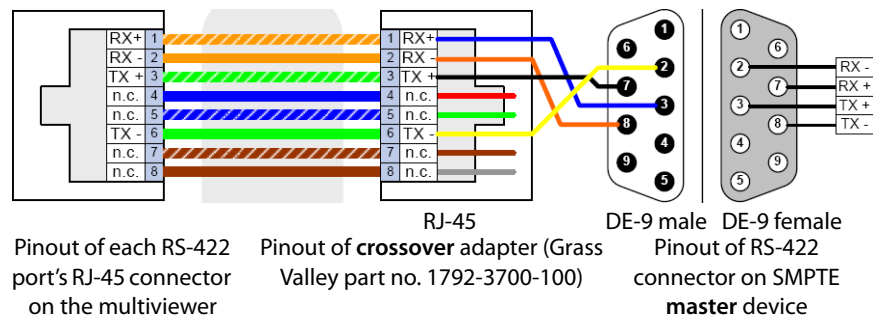 RX+ 1
RX - 2
TX + 3
n.c. 4
n.c. 5
TX - 6
n.c. 7
n.c. 8
1 RX+
2 RX -
3 TX +
4 n.c.
5 n.c.
6 TX -
7 n.c.
8 n.c.
1
6
2
7
3
8
4
9
5
1
6
2
7
3
8
4
9
5
RX -
RX +
TX +
TX -
RJ-45
DE-9 male
DE-9 female
Pinout of each RS-422
port's RJ-45 connector
on the multiviewer
Pinout of crossover adapter (Grass
Valley part no. 1792-3700-100)
Pinout of RS-422
connector on SMPTE
master device